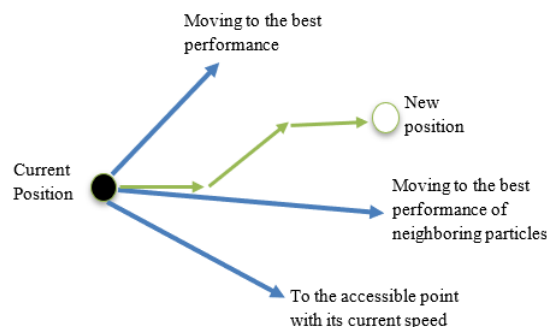 Moving to the best
performance
New
position
Current
Position
Moving to the best
performance of
neighboring particles
To the accessible point
with its current speed